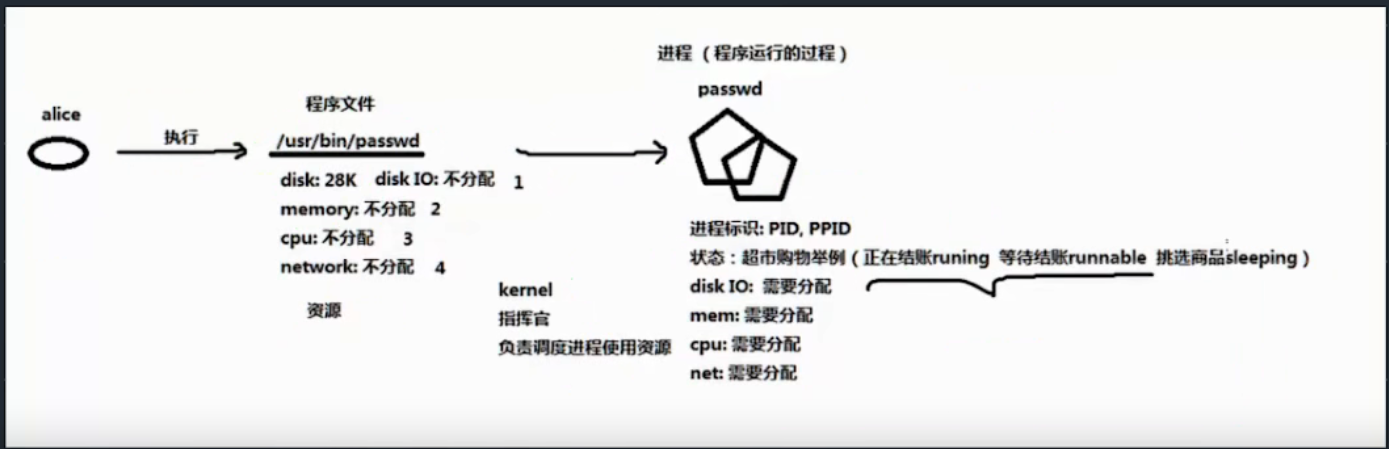 进程（程序运行的过程）
passwd
alice
执行
程序文件
/usr/bin/passwd
disk: 28K disk IO: 不分配 1
memory: 不分配 2
cpu: 不分配 3
network: 不分配 4
资源
kernel
指挥官
负责调度进程使用资源
进程标识: PID, PPID
状态：超市购物举例（正在结账runing 等待结账runnable 挑选商品sleeping）
disk IO: 需要分配
mem: 需要分配
cpu: 需要分配
net: 需要分配